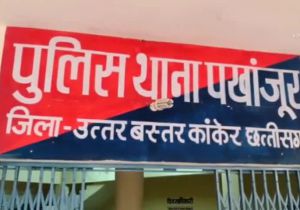 पुलिस थाना पखांजूर
जिला - उत्तर बस्तर कांकेर छत्तीसग